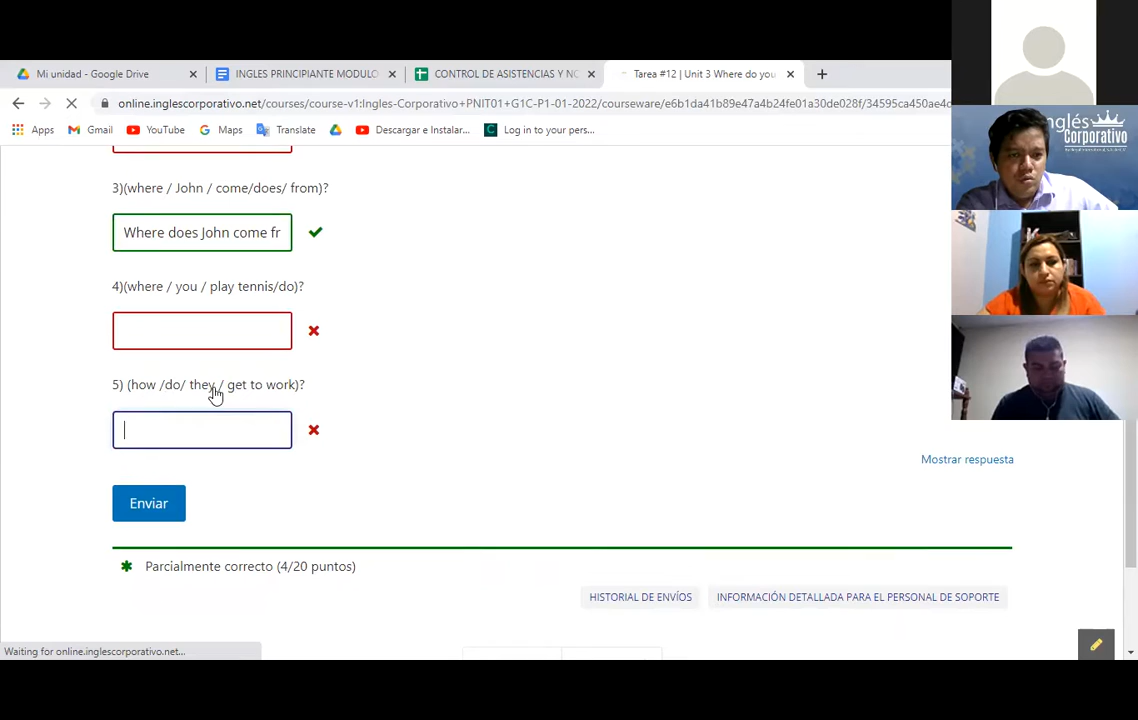 Mi unidad - Google Drive
INGLES PRINCIPIANTE MODULO
CONTROL DE ASISTENCIAS Y NO
Tarea #12 | Unit 3 Where do you
online.inglescorporativo.net/courses/course-v1:Ingles-Corporativo+PNIT01+G1C-P1-01-2022/courseware/e6b1da41b89e47a4b24fe01a30de028f/34595ca450ae4d
Apps
Gmail
YouTube
Maps
Translate
Descargar e Instalar...
Log in to your pers...
3)(where / John / come/does/ from)?
Where does John come fr
4)(where / you / play tennis/do)?
5) (how /do/ they / get to work)?
Mostrar respuesta
Enviar
Parcialmente correcto (4/20 puntos)
HISTORIAL DE ENVÍOS
INFORMACIÓN DETALLADA PARA EL PERSONAL DE SOPORTE
Waiting for online.inglescorporativo.net...
nglés
Corporativo